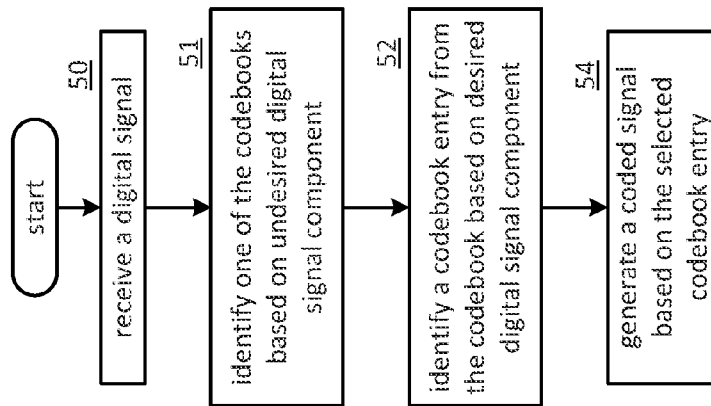 start
50
receive a digital signal
51
identify one of the codebooks
based on undesired digital
signal component
52
identify a codebook entry from
the codebook based on desired
digital signal component
54
generate a coded signal
based on the selected
codebook entry